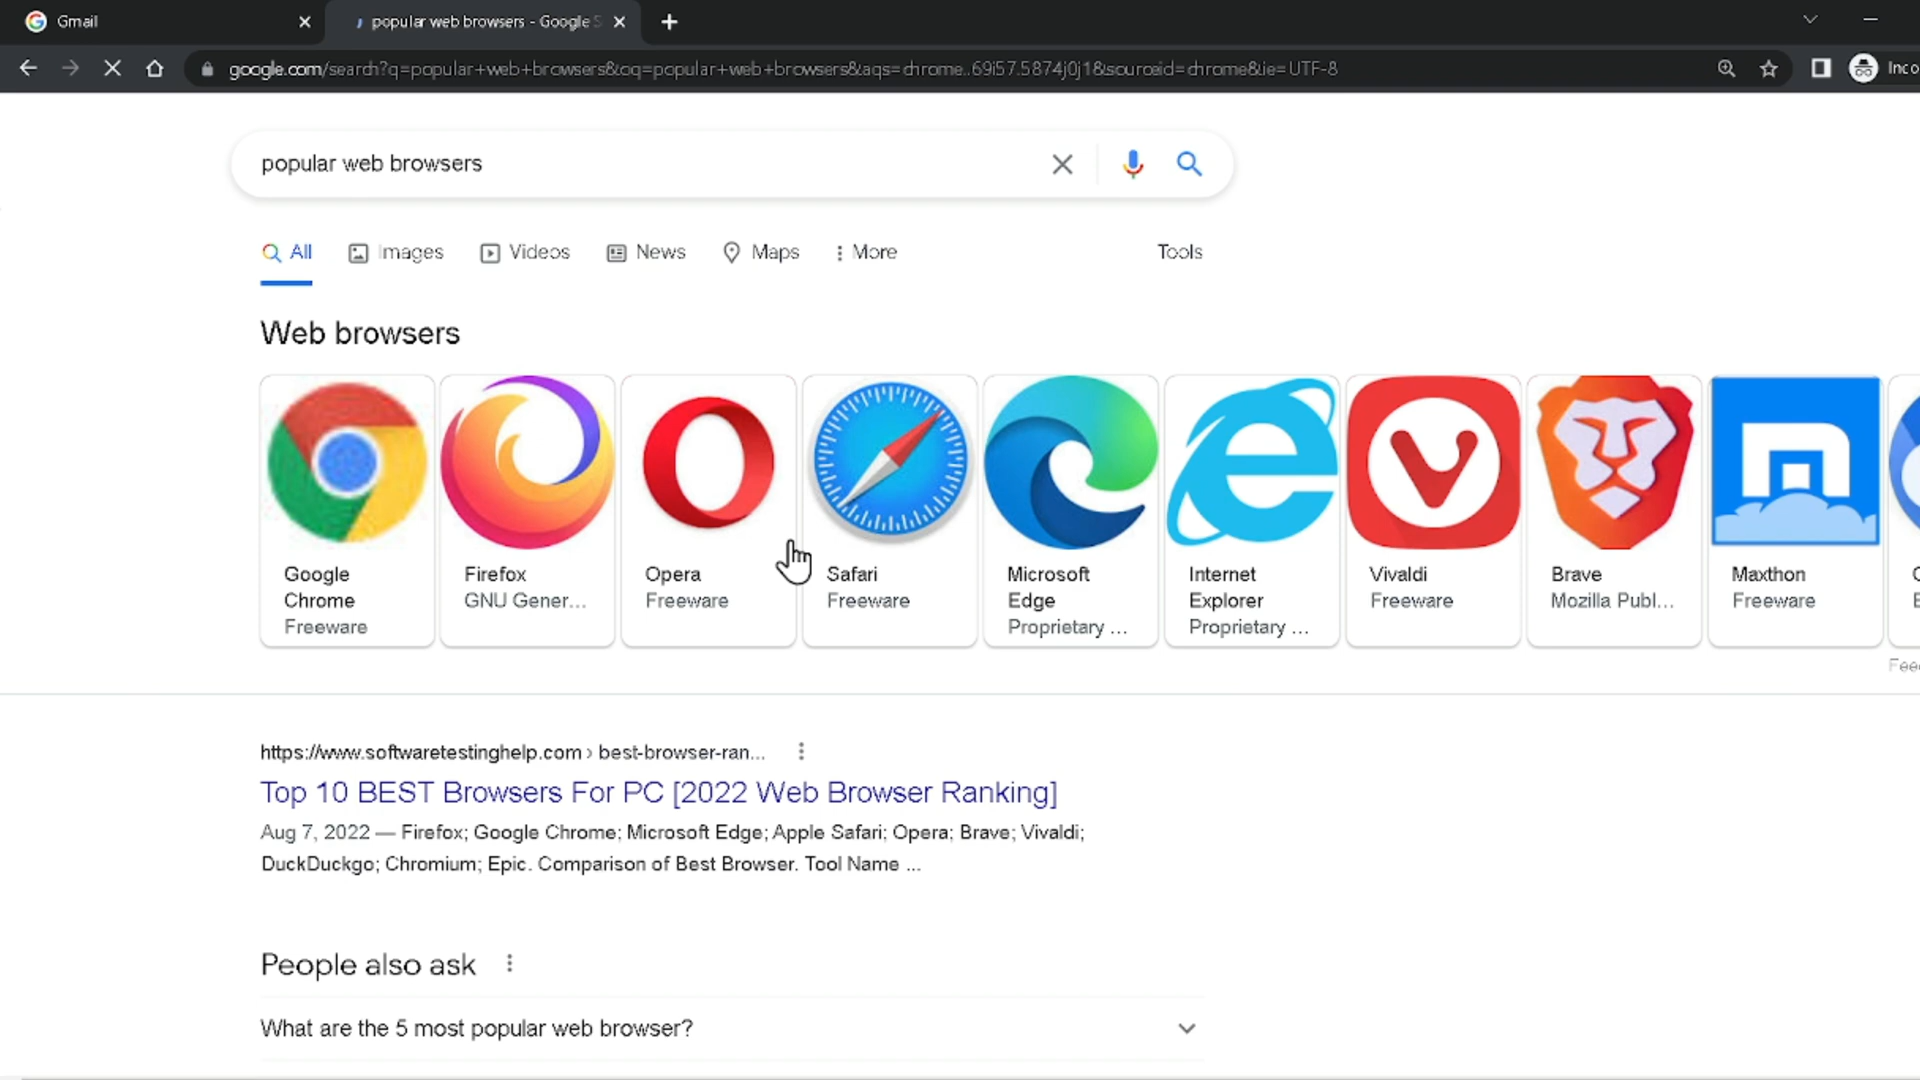 Gmail
popular web browsers - Google S
google.com/search?q=popular+web+browsers&oq=popular+web+browsers&aqs=chrome..69i57.5874j0j1&sourceid=chrome&ie=UTF-8
Inco
popular web browsers
All Images Videos News Maps More Tools
Web browsers
Google Chrome
Freeware
Firefox
GNU Gener...
Opera
Freeware
Safari
Freeware
Microsoft Edge
Proprietary ...
Internet Explorer
Proprietary ...
Vivaldi
Freeware
Brave
Mozilla Publ...
Maxthon
Freeware
Fee
https://www.softwaretestinghelp.com › best-browser-ran...
Top 10 BEST Browsers For PC [2022 Web Browser Ranking]
Aug 7, 2022 — Firefox; Google Chrome; Microsoft Edge; Apple Safari; Opera; Brave; Vivaldi;
DuckDuckgo; Chromium; Epic. Comparison of Best Browser. Tool Name ...
People also ask
What are the 5 most popular web browser?